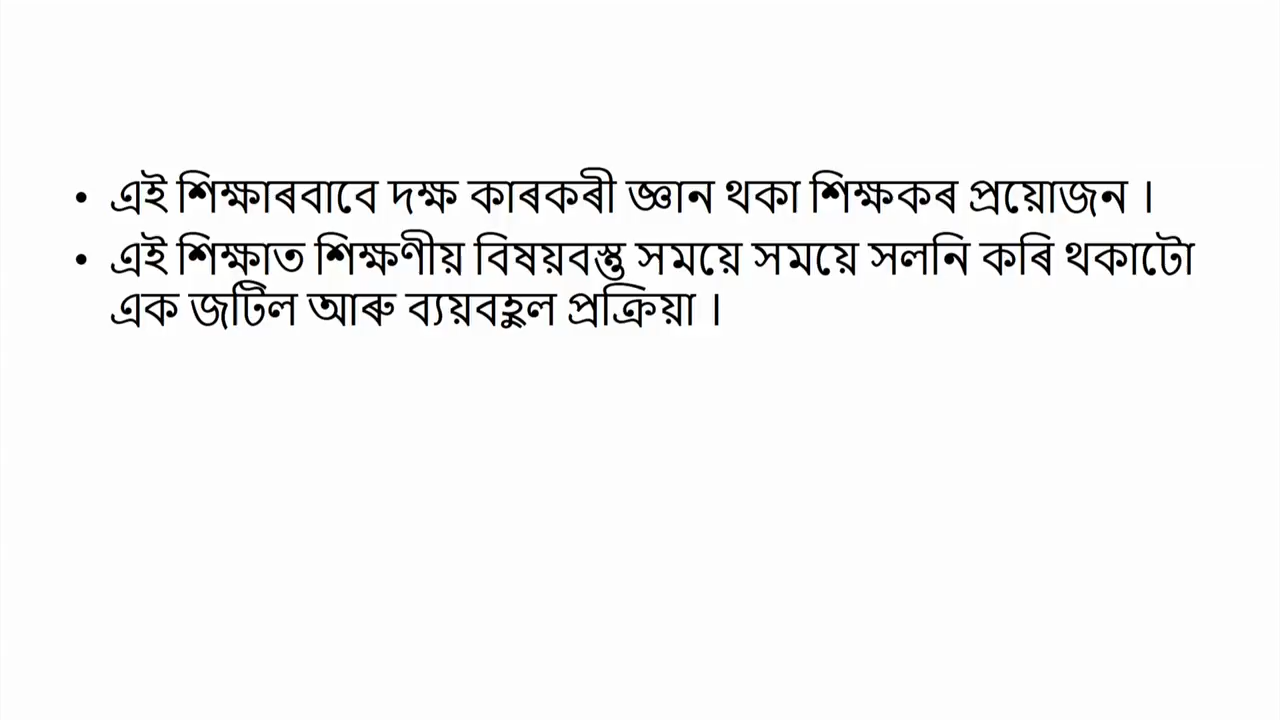 • এই শিক্ষাৰবাবে দক্ষ কাৰকৰী জ্ঞান থকা শিক্ষকৰ প্ৰয়োজন ।
• এই শিক্ষাত শিক্ষণীয় বিষয়বস্তু সময়ে সময়ে সলনি কৰি থকাটো
এক জটিল আৰু ব্যয়বহুল প্ৰক্ৰিয়া ।